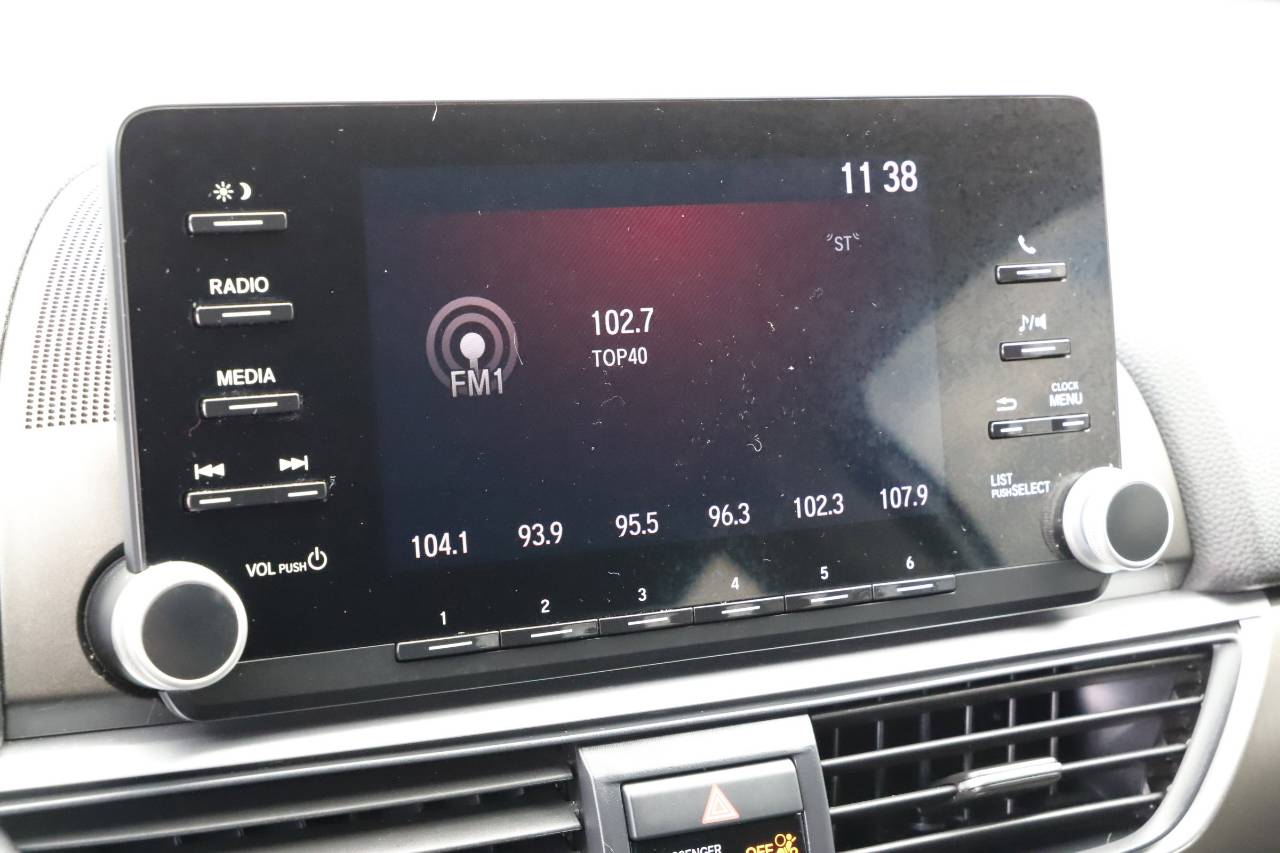 11 38
RADIO
ST
102.7
TOP40
FM1
MEDIA
CLOCK
MENU
LIST
PUSH SELECT
VOL PUSH
104.1 93.9 95.5 96.3 102.3 107.9
1 2 3 4 5 6
OFF